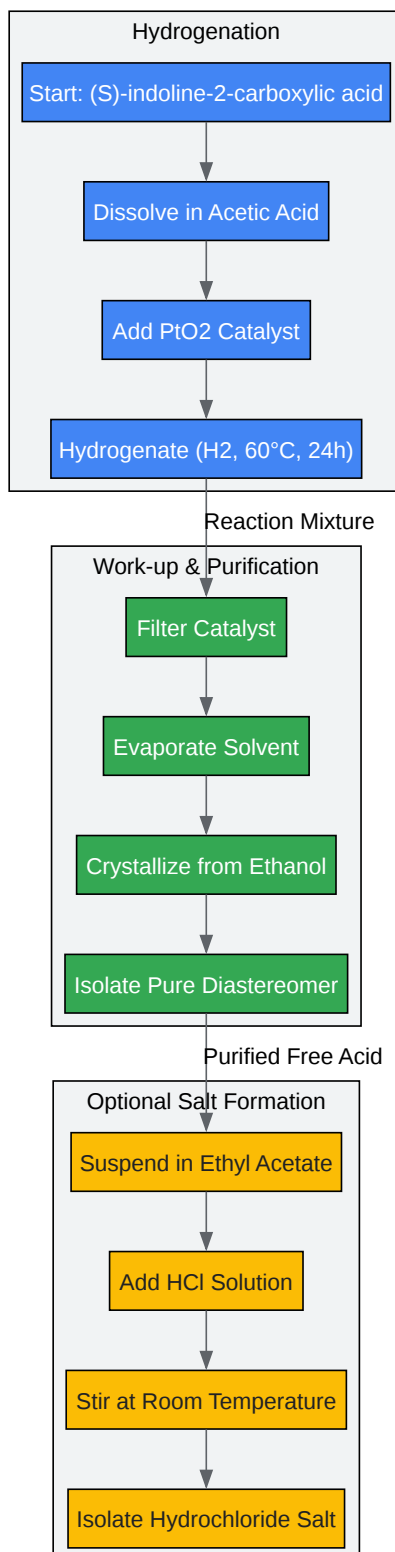 Hydrogenation
Start: (S)-indoline-2-carboxylic acid
Dissolve in Acetic Acid
Add PtO2 Catalyst
Hydrogenate (H2, 60°C, 24h)
Reaction Mixture
Work-up & Purification
Filter Catalyst
Evaporate Solvent
Crystallize from Ethanol
Isolate Pure Diastereomer
Purified Free Acid
Optional Salt Formation
Suspend in Ethyl Acetate
Add HCl Solution
Stir at Room Temperature
Isolate Hydrochloride Salt